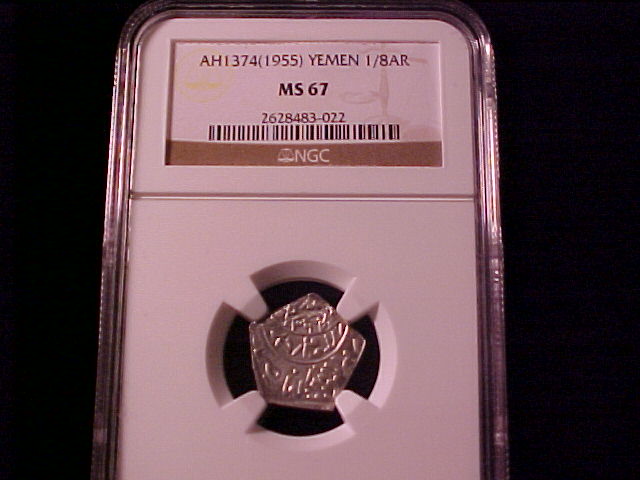 AH1374(1955) YEMEN 1/8AR
MS 67
2628483-022
NGC